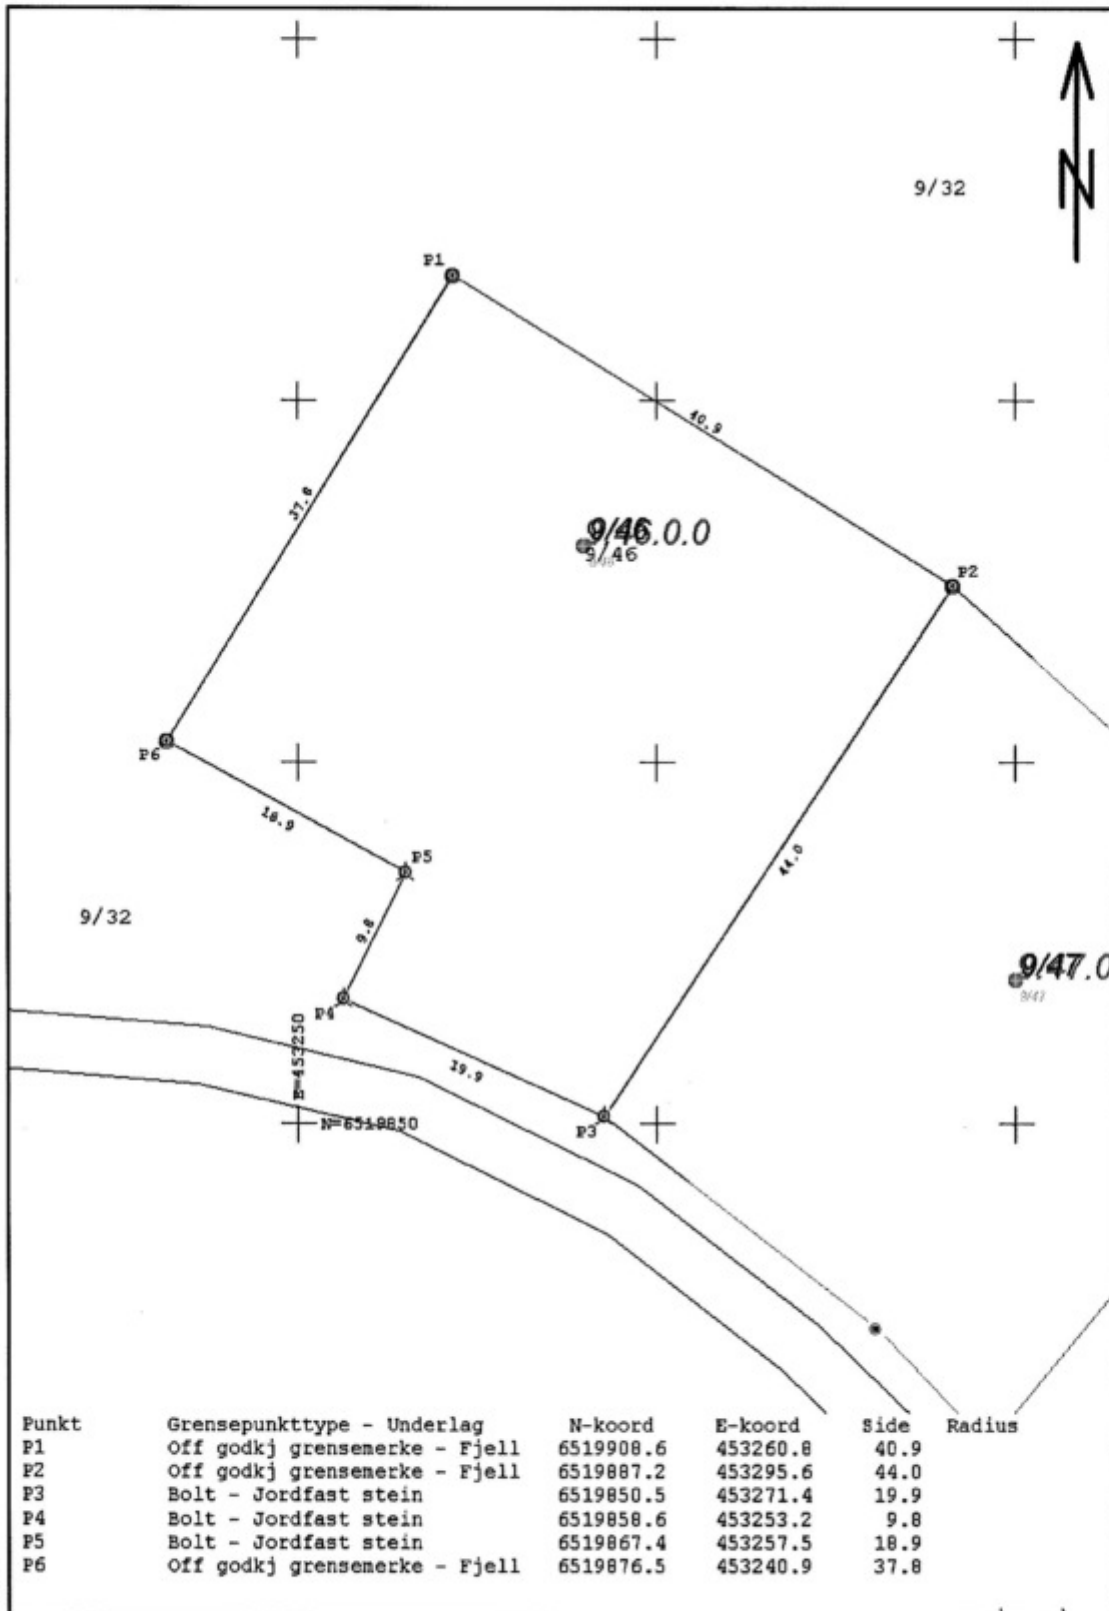 N
9/32
P1
40.9
37.8
9/46.0.0
9/46
P2
P6
18.9
P5
44.0
9/32
9.8
9/47.0
9/47
P4
E=453250
19.9
N=6519850
P3
Punkt Grensepunkttype - Underlag N-koord E-koord Side Radius
P1 Off godkj grensemerke - Fjell 6519908.6 453260.8 40.9
P2 Off godkj grensemerke - Fjell 6519887.2 453295.6 44.0
P3 Bolt - Jordfast stein 6519850.5 453271.4 19.9
P4 Bolt - Jordfast stein 6519858.6 453253.2 9.8
P5 Bolt - Jordfast stein 6519867.4 453257.5 18.9
P6 Off godkj grensemerke - Fjell 6519876.5 453240.9 37.8